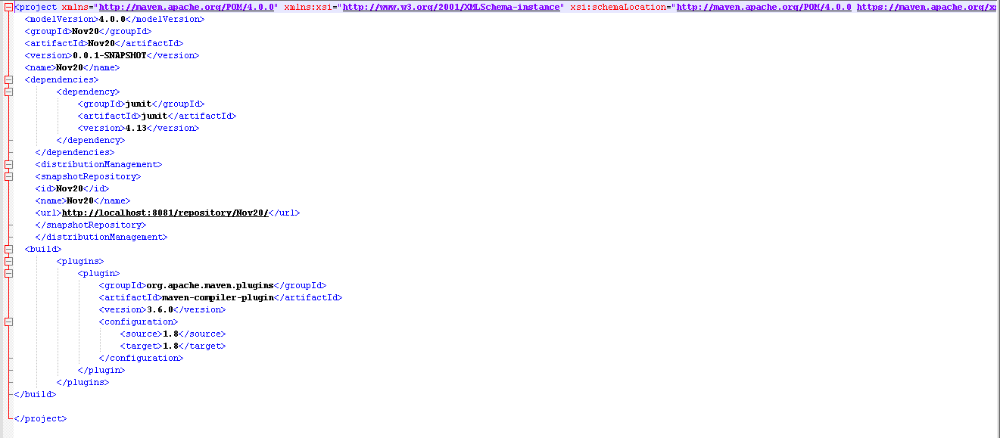 <project xmlns="http://maven.apache.org/POM/4.0.0" xmlns:xsi="http://www.w3.org/2001/XMLSchema-instance" xsi:schemaLocation="http://maven.apache.org/POM/4.0.0 https://maven.apache.org/xs
<modelVersion>4.0.0</modelVersion>
<groupId>Nov20</groupId>
<artifactId>Nov20</artifactId>
<version>0.0.1-SNAPSHOT</version>
<name>Nov20</name>
<dependencies>
<dependency>
<groupId>junit</groupId>
<artifactId>junit</artifactId>
<version>4.13</version>
</dependency>
</dependencies>
<distributionManagement>
<snapshotRepository>
<id>Nov20</id>
<name>Nov20</name>
<url>http://localhost:8081/repository/Nov20/</url>
</snapshotRepository>
</distributionManagement>
<build>
<plugins>
<plugin>
<groupId>org.apache.maven.plugins</groupId>
<artifactId>maven-compiler-plugin</artifactId>
<version>3.6.0</version>
<configuration>
<source>1.8</source>
<target>1.8</target>
</configuration>
</plugin>
</plugins>
</build>
</project>